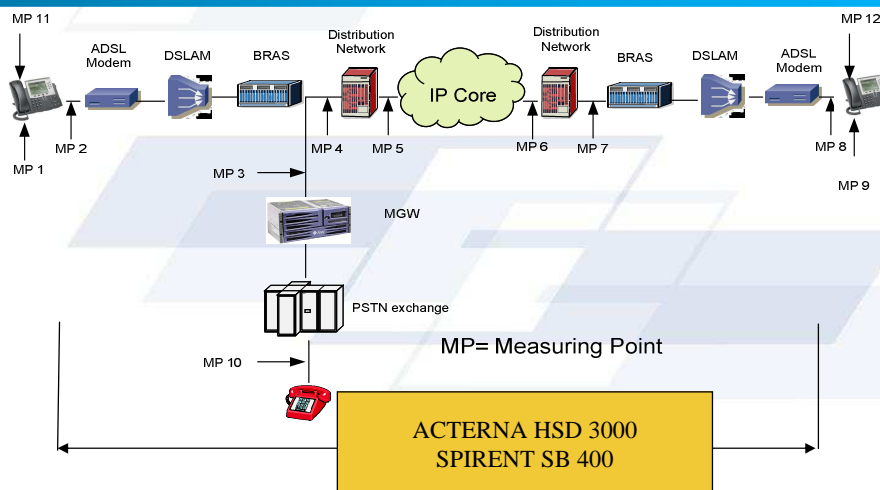 MP 11
MP 12
ADSL
Modem
DSLAM
BRAS
Distribution
Network
IP Core
Distribution
Network
BRAS
DSLAM
ADSL
Modem
MP 1
MP 2
MP 3
MP 4
MP 5
MP 6
MP 7
MP 8
MP 9
MGW
PSTN exchange
MP= Measuring Point
MP 10
ACTERNA HSD 3000
SPIRENT SB 400